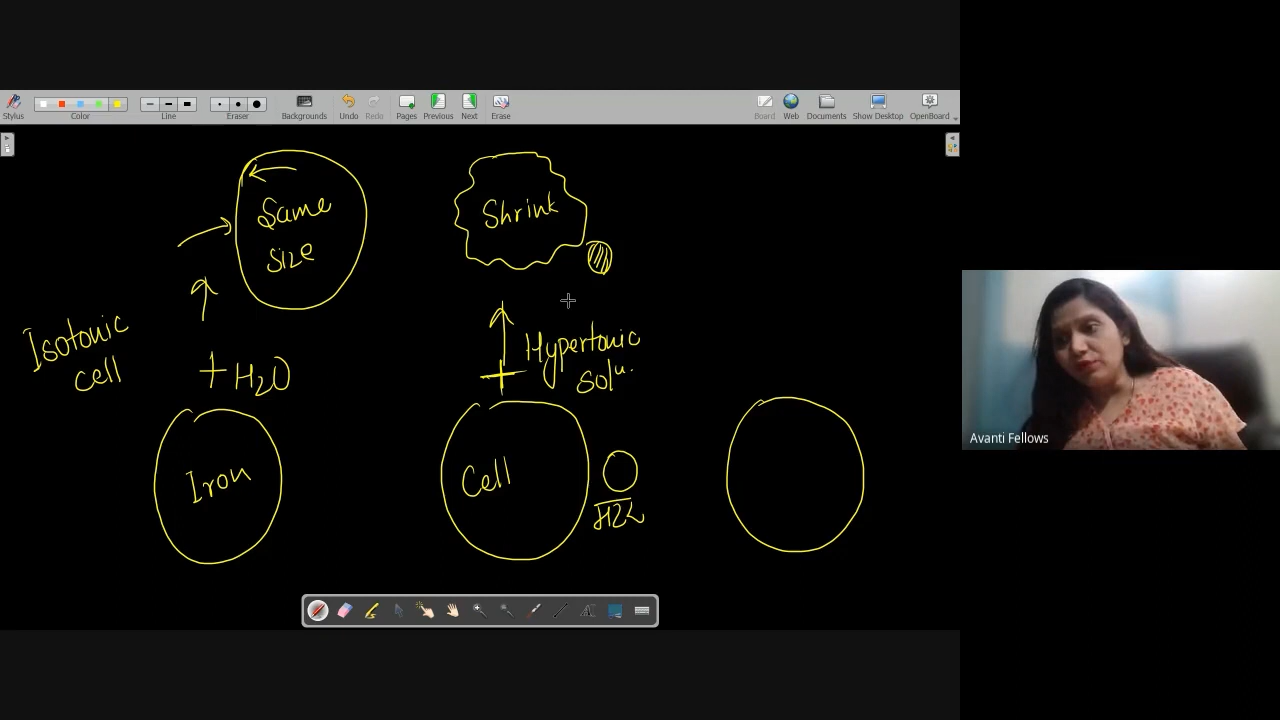 Stylus
Color
Line
Eraser
Backgrounds
Undo
Redo
Pages
Previous
Next
Erase
Board
Web
Documents
Show Desktop
OpenBoard
Same
Size
Shrink
Isotonic
cell
+ H2O
+ Hypertonic
solu.
Iron
Cell
Avanti Fellows